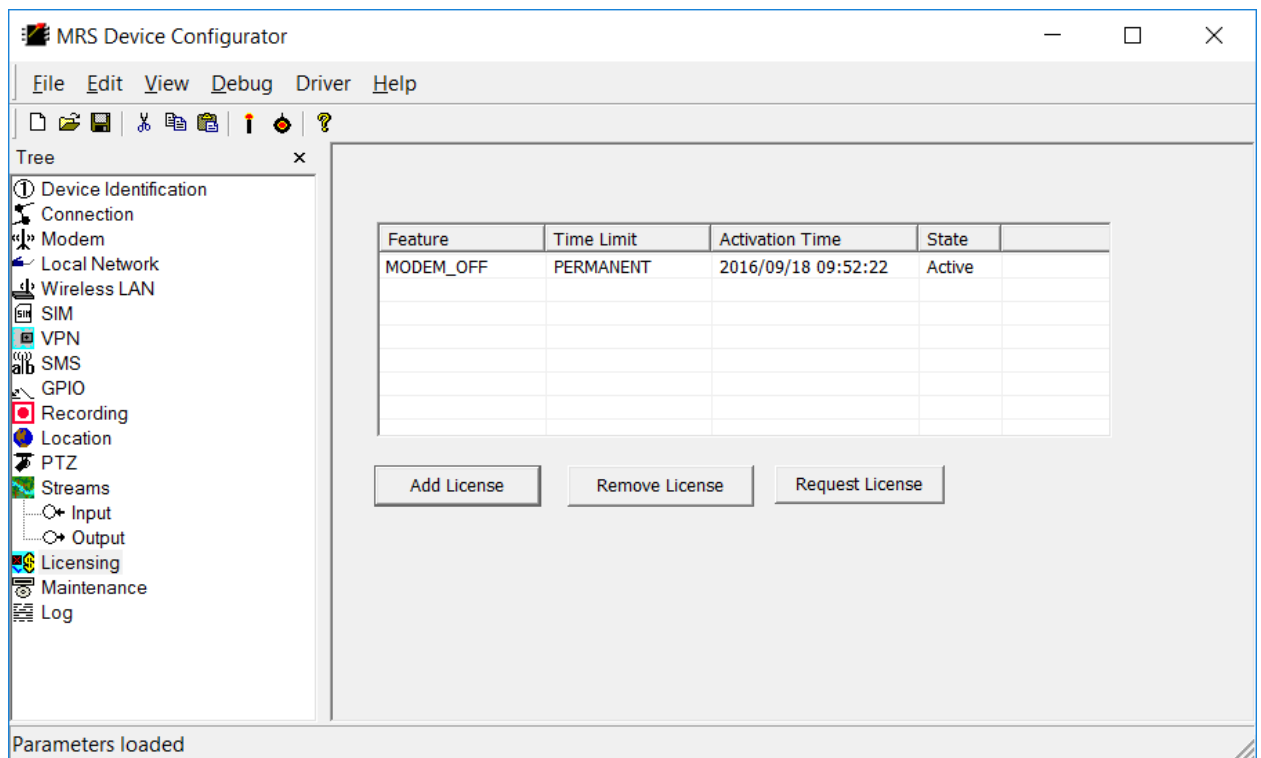 MRS Device Configurator
File Edit View Debug Driver Help
Tree
Device Identification
Connection
Modem
Local Network
Wireless LAN
SIM
VPN
SMS
GPIO
Recording
Location
PTZ
Streams
Input
Output
Licensing
Maintenance
Log
Feature Time Limit Activation Time State
MODEM_OFF PERMANENT 2016/09/18 09:52:22 Active
Add License Remove License Request License
Parameters loaded